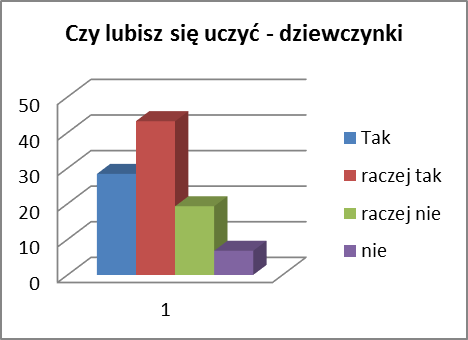 Czy lubisz się uczyć - dziewczynki
50
40
30
20
10
0
1
Tak
raczej tak
raczej nie
nie